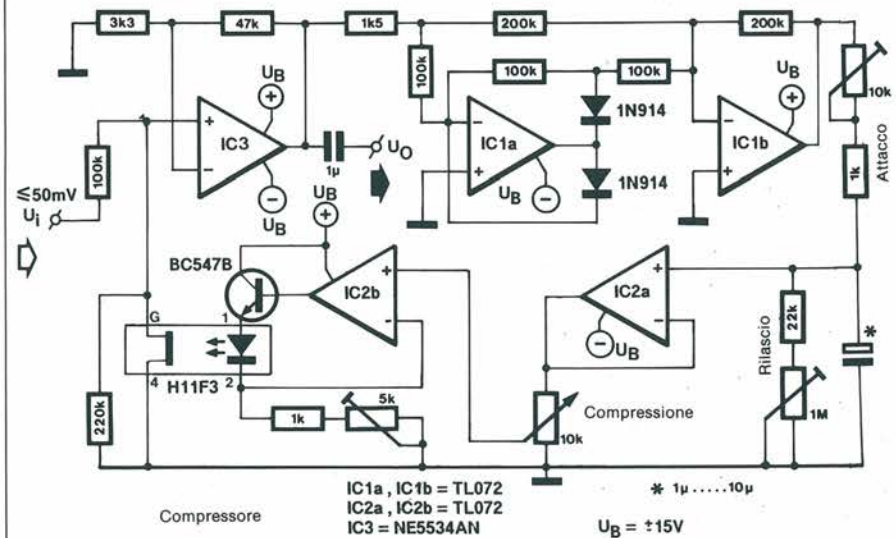 3k3
47k
1k5
200k
200k
100k
100k
100k
10k
U_B
+
IC3
−
U_B
1µ
U_O
1N914
1N914
IC1a
U_B
IC1b
U_B
1k
Attacco
≤50mV
U_i
100k
BC547B
U_B
IC2b
IC2a
U_B
22k
Rilascio
*
G
1
4
2
H11F3
220k
1k
5k
10k
Compressione
1M
Compressore
IC1a , IC1b = TL072
IC2a , IC2b = TL072
IC3 = NE5534AN
* 1µ .....10µ
U_B = ±15V